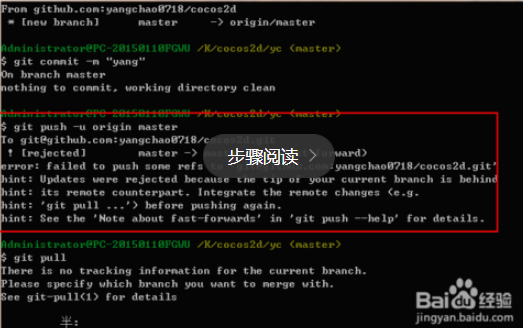 From github.com:yangchao0718/cocos2d
* [new branch] master -> origin/master
Administrator@PC-20150110FGWU /K/cocos2d/yc (master)
$ git commit -m "yang"
On branch master
nothing to commit, working directory clean
Administrator@PC-20150110FGWU /K/cocos2d/yc (master)
$ git push -u origin master
To git@github.com:yangchao0718/cocos2d.git
! [rejected] master -> forward)
error: failed to push some refs yangchao0718/cocos2d.git'
hint: Updates were rejected because the tip of your current branch is behind
hint: its remote counterpart. Integrate the remote changes (e.g.
hint: 'git pull ...') before pushing again.
hint: See the 'Note about fast-forwards' in 'git push --help' for details.
步骤阅读
Administrator@PC-20150110FGWU /K/cocos2d/yc (master)
$ git pull
There is no tracking information for the current branch.
Please specify which branch you want to merge with.
See git-pull(1) for details
半:
Baidu 经验
jingyan.baidu.com